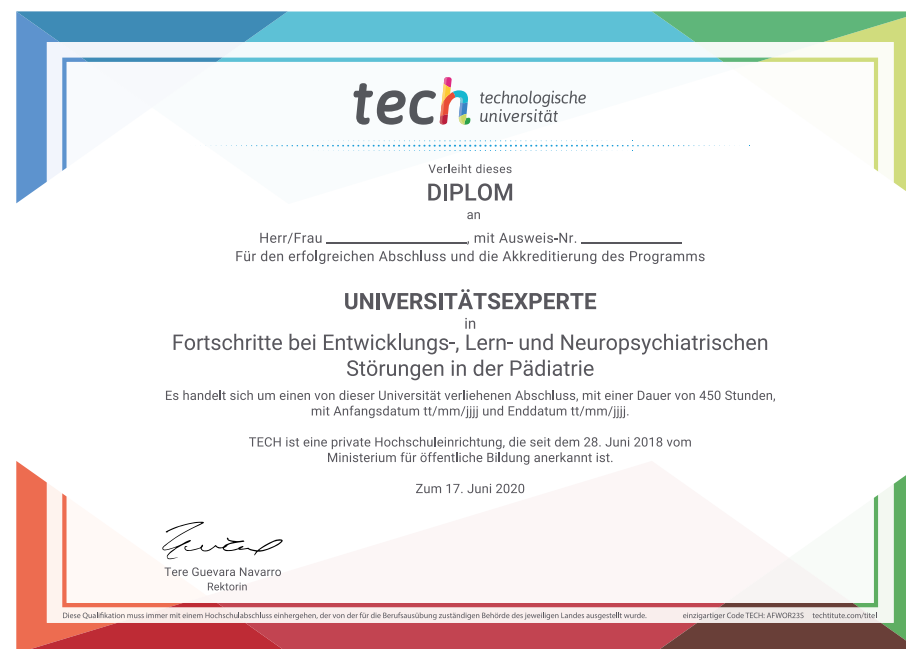 tech technologische
universität
Verleiht dieses
DIPLOM
an
Herr/Frau ____________________, mit Ausweis-Nr. ______________
Für den erfolgreichen Abschluss und die Akkreditierung des Programms
UNIVERSITÄTSEXPERTE
in
Fortschritte bei Entwicklungs-, Lern- und Neuropsychiatrischen
Störungen in der Pädiatrie
Es handelt sich um einen von dieser Universität verliehenen Abschluss, mit einer Dauer von 450 Stunden,
mit Anfangsdatum tt/mm/jjjj und Enddatum tt/mm/jjjj.
TECH ist eine private Hochschuleinrichtung, die seit dem 28. Juni 2018 vom
Ministerium für öffentliche Bildung anerkannt ist.
Zum 17. Juni 2020
Tere Guevara Navarro
Rektorin
Diese Qualifikation muss immer mit einem Hochschulabschluss einhergehen, der von der für die Berufsausübung zuständigen Behörde des jeweiligen Landes ausgestellt wurde. einzigartiger Code TECH: AFWOR23S techtitute.com/titel